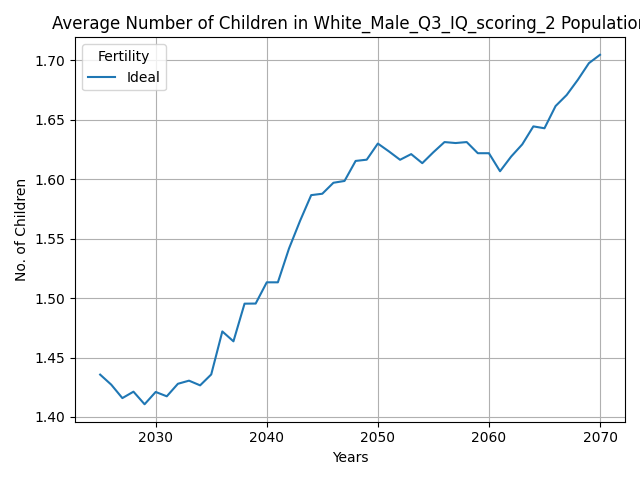 Average Number of Children in White_Male_Q3_IQ_scoring_2 Population
Fertility
Ideal
No. of Children
1.70
1.65
1.60
1.55
1.50
1.45
1.40
2030 2040 2050 2060 2070
Years